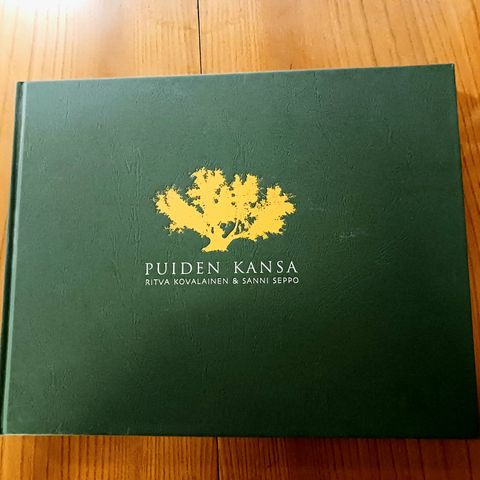 PUIDEN KANSA
RITVA KOVALAINEN & SANNI SEPPO